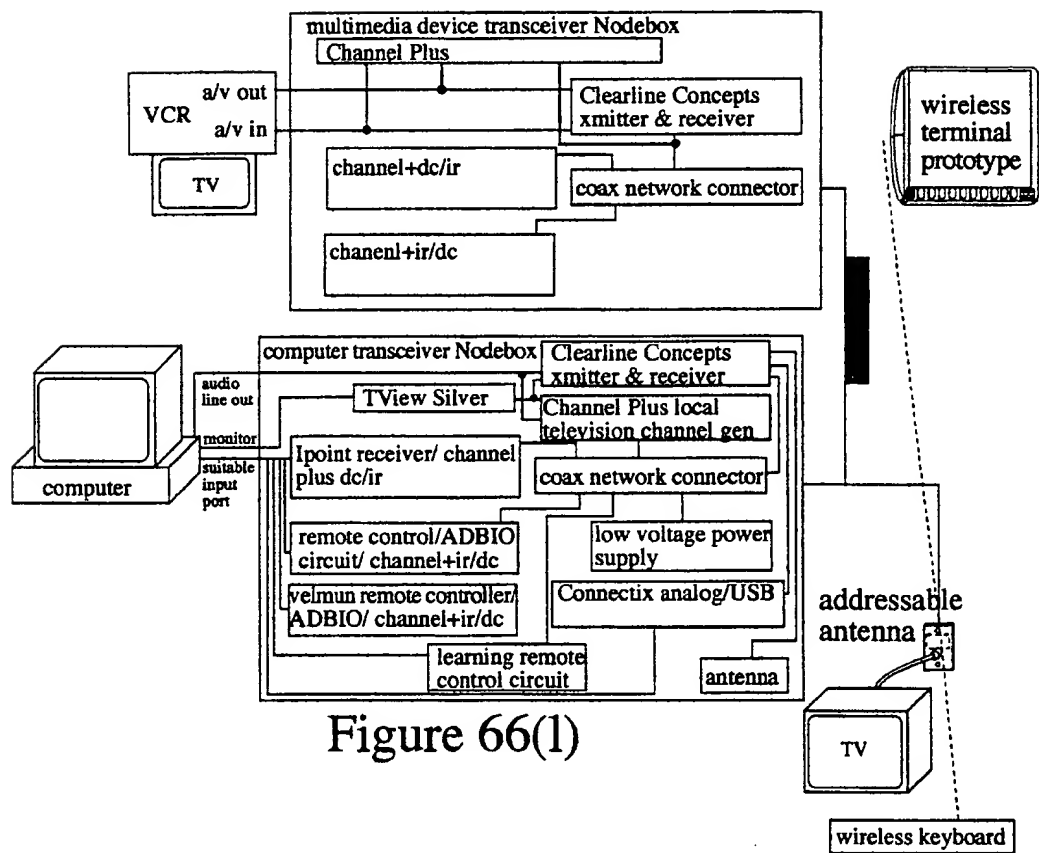 multimedia device transceiver Nodebox
Channel Plus
a/v out
VCR
a/v in
TV
Clearline Concepts
xmitter & receiver
channel+dc/ir
coax network connector
chanenl+ir/dc
wireless
terminal
prototype
computer transceiver Nodebox
Clearline Concepts
xmitter & receiver
audio
line out
TView Silver
Channel Plus local
television channel gen
monitor
Ipoint receiver/ channel
plus dc/ir
suitable
input
port
computer
coax network connector
remote control/ADBIO
circuit/ channel+ir/dc
low voltage power
supply
velmun remote controller/
ADBIO/ channel+ir/dc
Connectix analog/USB
learning remote
control circuit
antenna
addressable
antenna
TV
wireless keyboard
Figure 66(1)